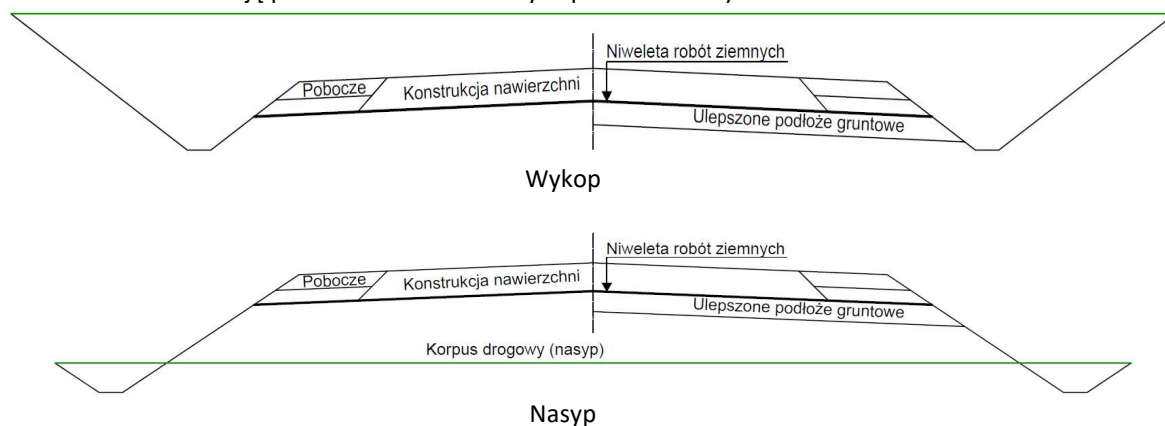 Niweleta robót ziemnych
Pobocze
Konstrukcja nawierzchni
Ulepszone podłoże gruntowe
Wykop
Niweleta robót ziemnych
Pobocze
Konstrukcja nawierzchni
Ulepszone podłoże gruntowe
Korpus drogowy (nasyp)
Nasyp